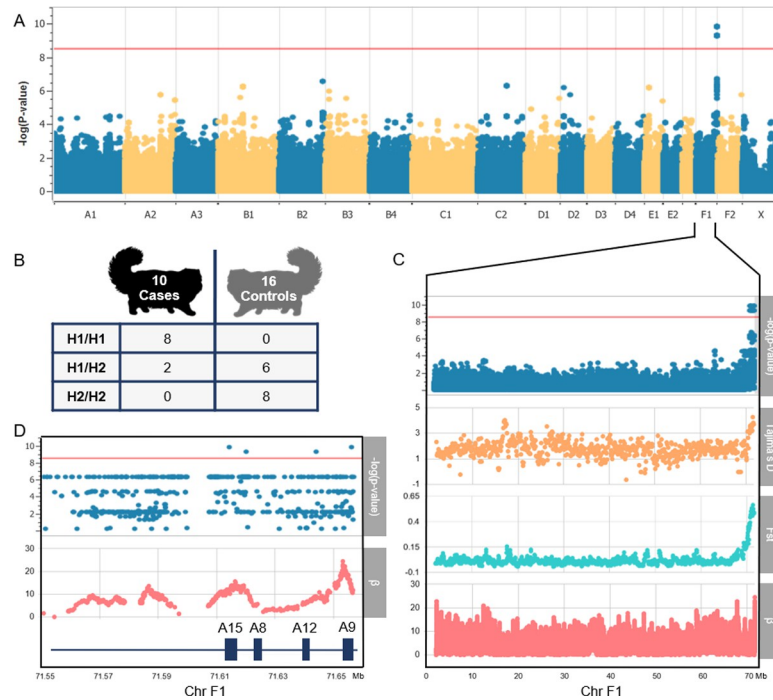 A
-log(P-value)
10
8
6
4
2
0
A1 A2 A3 B1 B2 B3 B4 C1 C2 D1 D2 D3 D4 E1 E2 F1 F2 X
B
10 Cases
16 Controls
H1/H1 8 0
H1/H2 2 6
H2/H2 0 8
C
10
8
6
4
2
-log(p-value)
5
3
1
-1
Tajima's D
0.65
0.4
0.15
-0.1
Fst
30
20
10
0
β
0 10 20 30 40 50 60 70 Mb
Chr F1
D
10
8
6
4
2
-log(p-value)
30
20
10
0
β
A15 A8 A12 A9
71.55 71.57 71.59 71.61 71.63 71.65 Mb
Chr F1